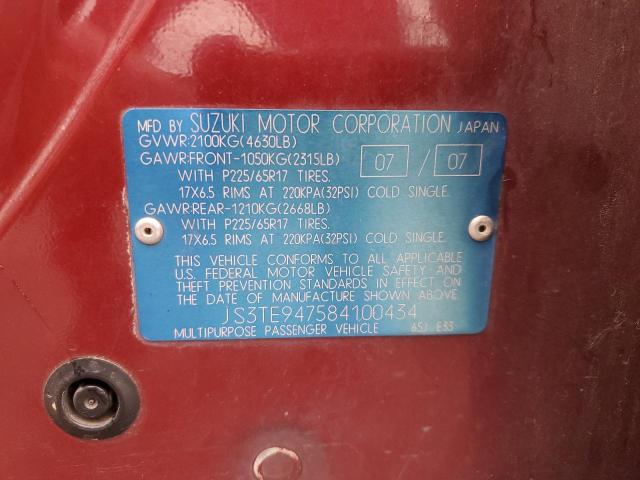 MFD BY SUZUKI MOTOR CORPORATION JAPAN
GVWR:2100KG(4630LB)
GAWR:FRONT-1050KG(2315LB) 07 / 07
WITH P225/65R17 TIRES.
17X6.5 RIMS AT 220KPA(32PSI) COLD SINGLE.
GAWR:REAR-1210KG(2668LB)
WITH P225/65R17 TIRES.
17X6.5 RIMS AT 220KPA(32PSI) COLD SINGLE.
THIS VEHICLE CONFORMS TO ALL APPLICABLE
U.S. FEDERAL MOTOR VEHICLE SAFETY AND
THEFT PREVENTION STANDARDS IN EFFECT ON
THE DATE OF MANUFACTURE SHOWN ABOVE.
JS3TE947584100434
MULTIPURPOSE PASSENGER VEHICLE 65J E33